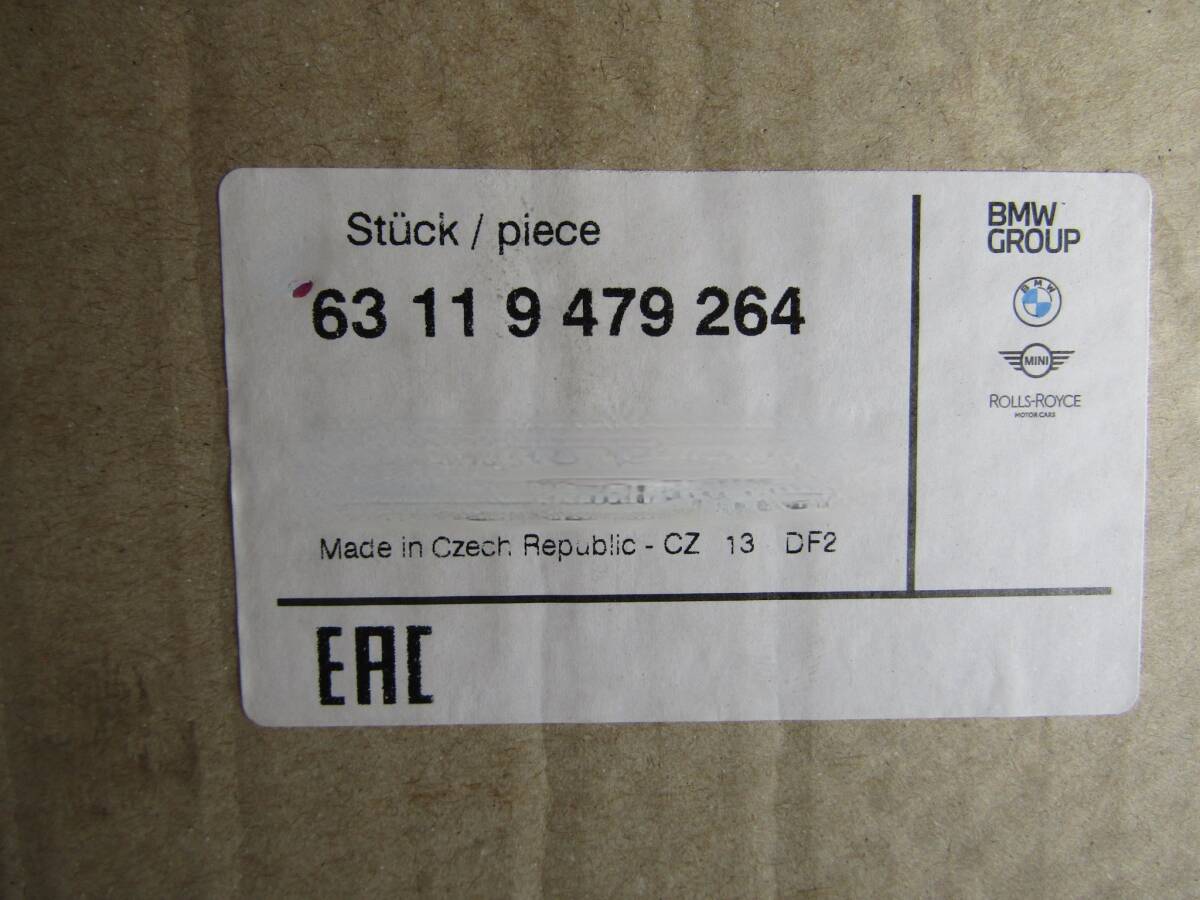 Stück / piece
63 11 9 479 264
Made in Czech Republic - CZ 13 DF2
EAC
BMW
GROUP
BMW
MINI
ROLLS-ROYCE
MOTOR CARS